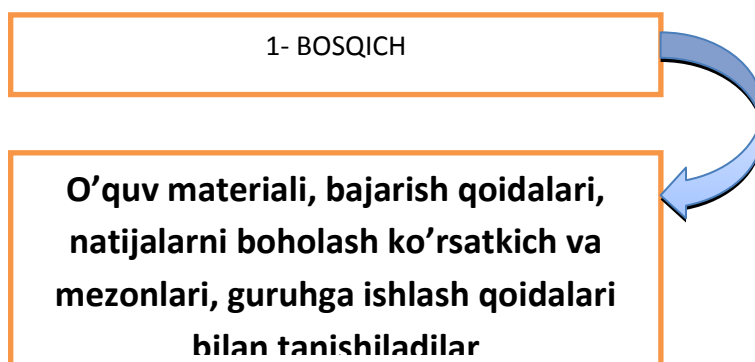 1- BOSQICH
O’quv materiali, bajarish qoidalari,
natijalarni boholash ko’rsatkich va
mezonlari, guruhga ishlash qoidalari
bilan tanishiladilar